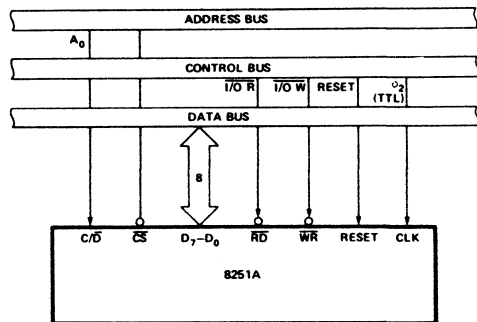 ADDRESS BUS
A0
CONTROL BUS
I/O R I/O W RESET ϕ2
(TTL)
DATA BUS
8
C/D CS D7–D0 RD WR RESET CLK
8251A